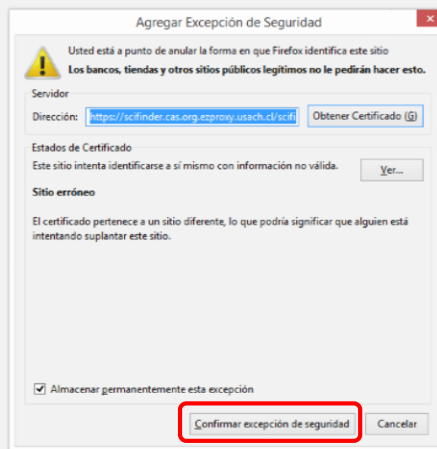 Agregar Excepción de Seguridad
Usted está a punto de anular la forma en que Firefox identifica este sitio
Los bancos, tiendas y otros sitios públicos legítimos no le pedirán hacer esto.
Servidor
Dirección: https://scifinder.cas.org.ezproxy.usach.cl/scifi Obtener Certificado (G)
Estados de Certificado
Este sitio intenta identificarse a sí mismo con información no válida. Ver...
Sitio erróneo
El certificado pertenece a un sitio diferente, lo que podría significar que alguien está
intentando suplantar este sitio.
Almacenar permanentemente esta excepción
Confirmar excepción de seguridad Cancelar